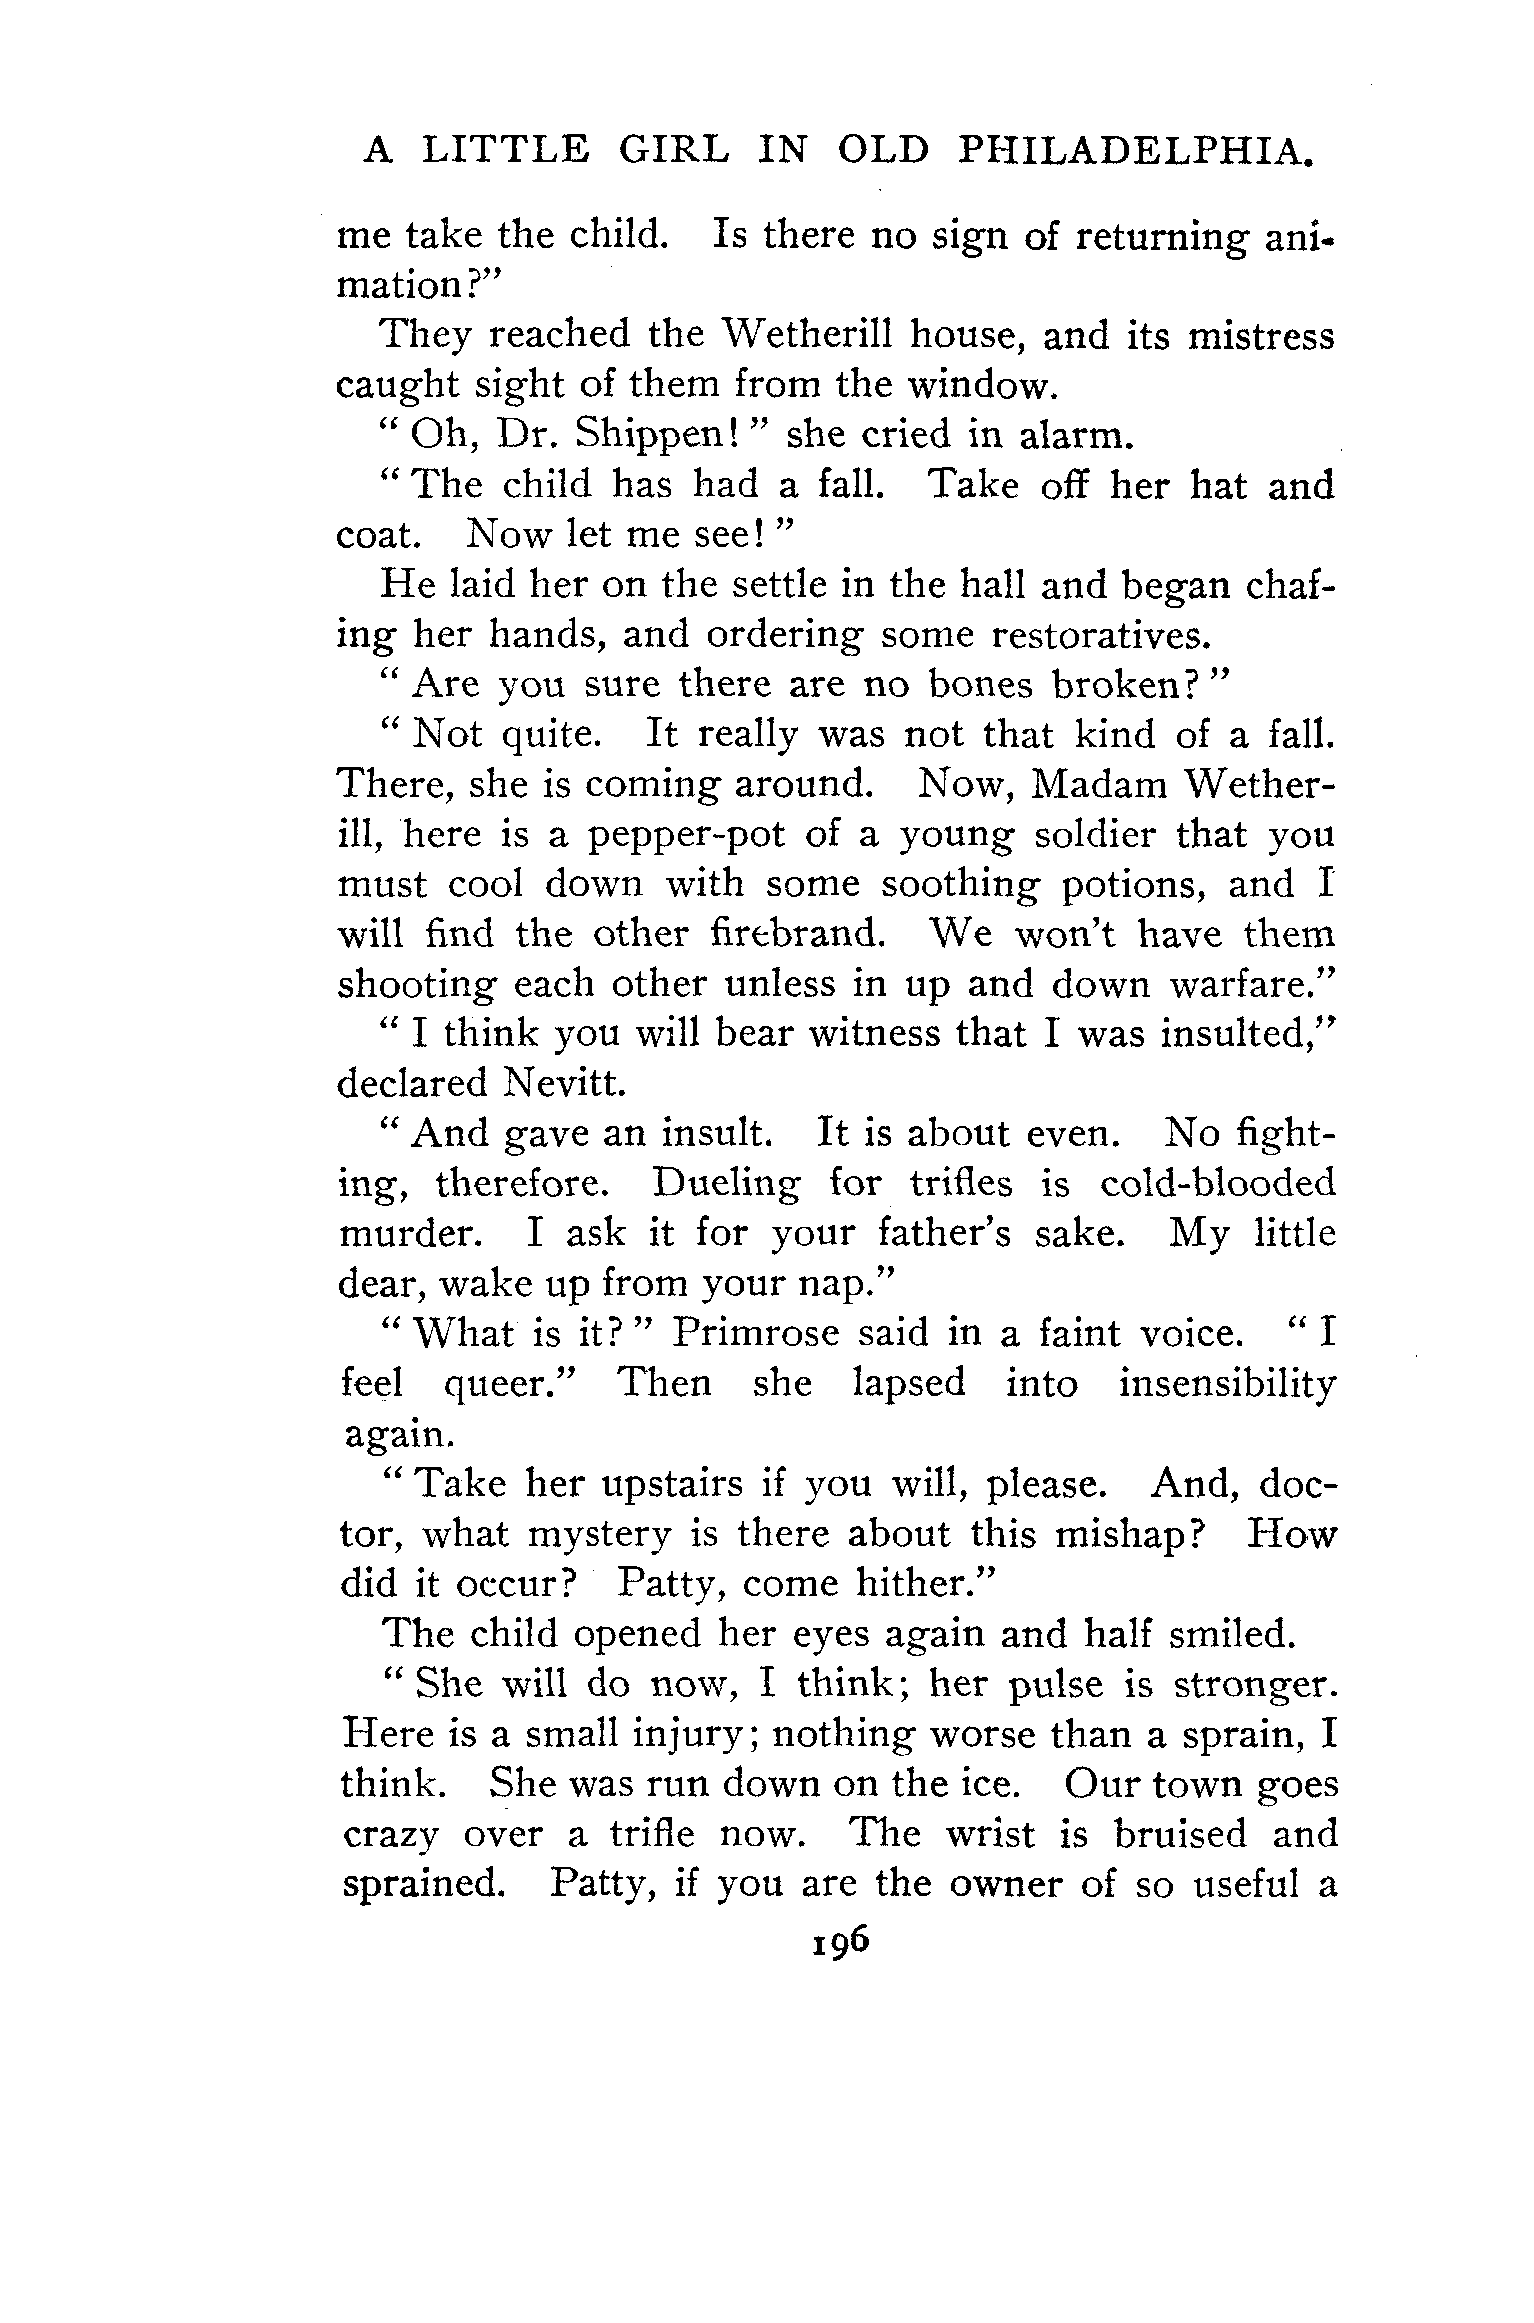 A LITTLE GIRL IN OLD PHILADELPHIA.
me take the child. Is there no sign of returning ani-
mation?”
They reached the Wetherill house, and its mistress
caught sight of them from the window.
“ Oh, Dr. Shippen! ” she cried in alarm.
“ The child has had a fall. Take off her hat and
coat. Now let me see! ”
He laid her on the settle in the hall and began chaf-
ing her hands, and ordering some restoratives.
“ Are you sure there are no bones broken? ”
“ Not quite. It really was not that kind of a fall.
There, she is coming around. Now, Madam Wether-
ill, here is a pepper-pot of a young soldier that you
must cool down with some soothing potions, and I
will find the other firebrand. We won’t have them
shooting each other unless in up and down warfare.”
“ I think you will bear witness that I was insulted,”
declared Nevitt.
“ And gave an insult. It is about even. No fight-
ing, therefore. Dueling for trifles is cold-blooded
murder. I ask it for your father’s sake. My little
dear, wake up from your nap.”
“ What is it? ” Primrose said in a faint voice. “ I
feel queer.” Then she lapsed into insensibility
again.
“ Take her upstairs if you will, please. And, doc-
tor, what mystery is there about this mishap? How
did it occur? Patty, come hither.”
The child opened her eyes again and half smiled.
“ She will do now, I think; her pulse is stronger.
Here is a small injury; nothing worse than a sprain, I
think. She was run down on the ice. Our town goes
crazy over a trifle now. The wrist is bruised and
sprained. Patty, if you are the owner of so useful a
196